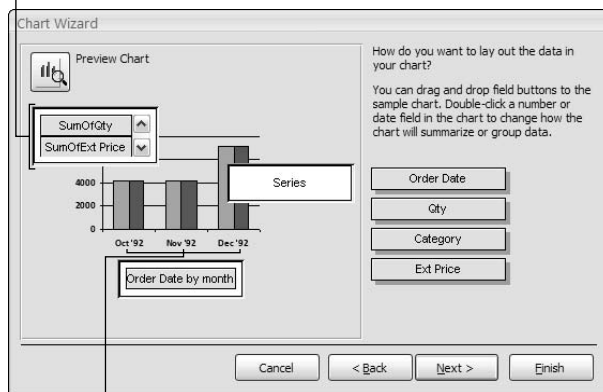 Chart Wizard
Preview Chart
SumOfQty
SumOfExt Price
4000
2000
0
Series
Oct '92 Nov '92 Dec '92
Order Date by month
How do you want to lay out the data in
your chart?
You can drag and drop field buttons to the
sample chart. Double-click a number or
date field in the chart to change how the
chart will summarize or group data.
Order Date
Qty
Category
Ext Price
Cancel < Back Next > Finish